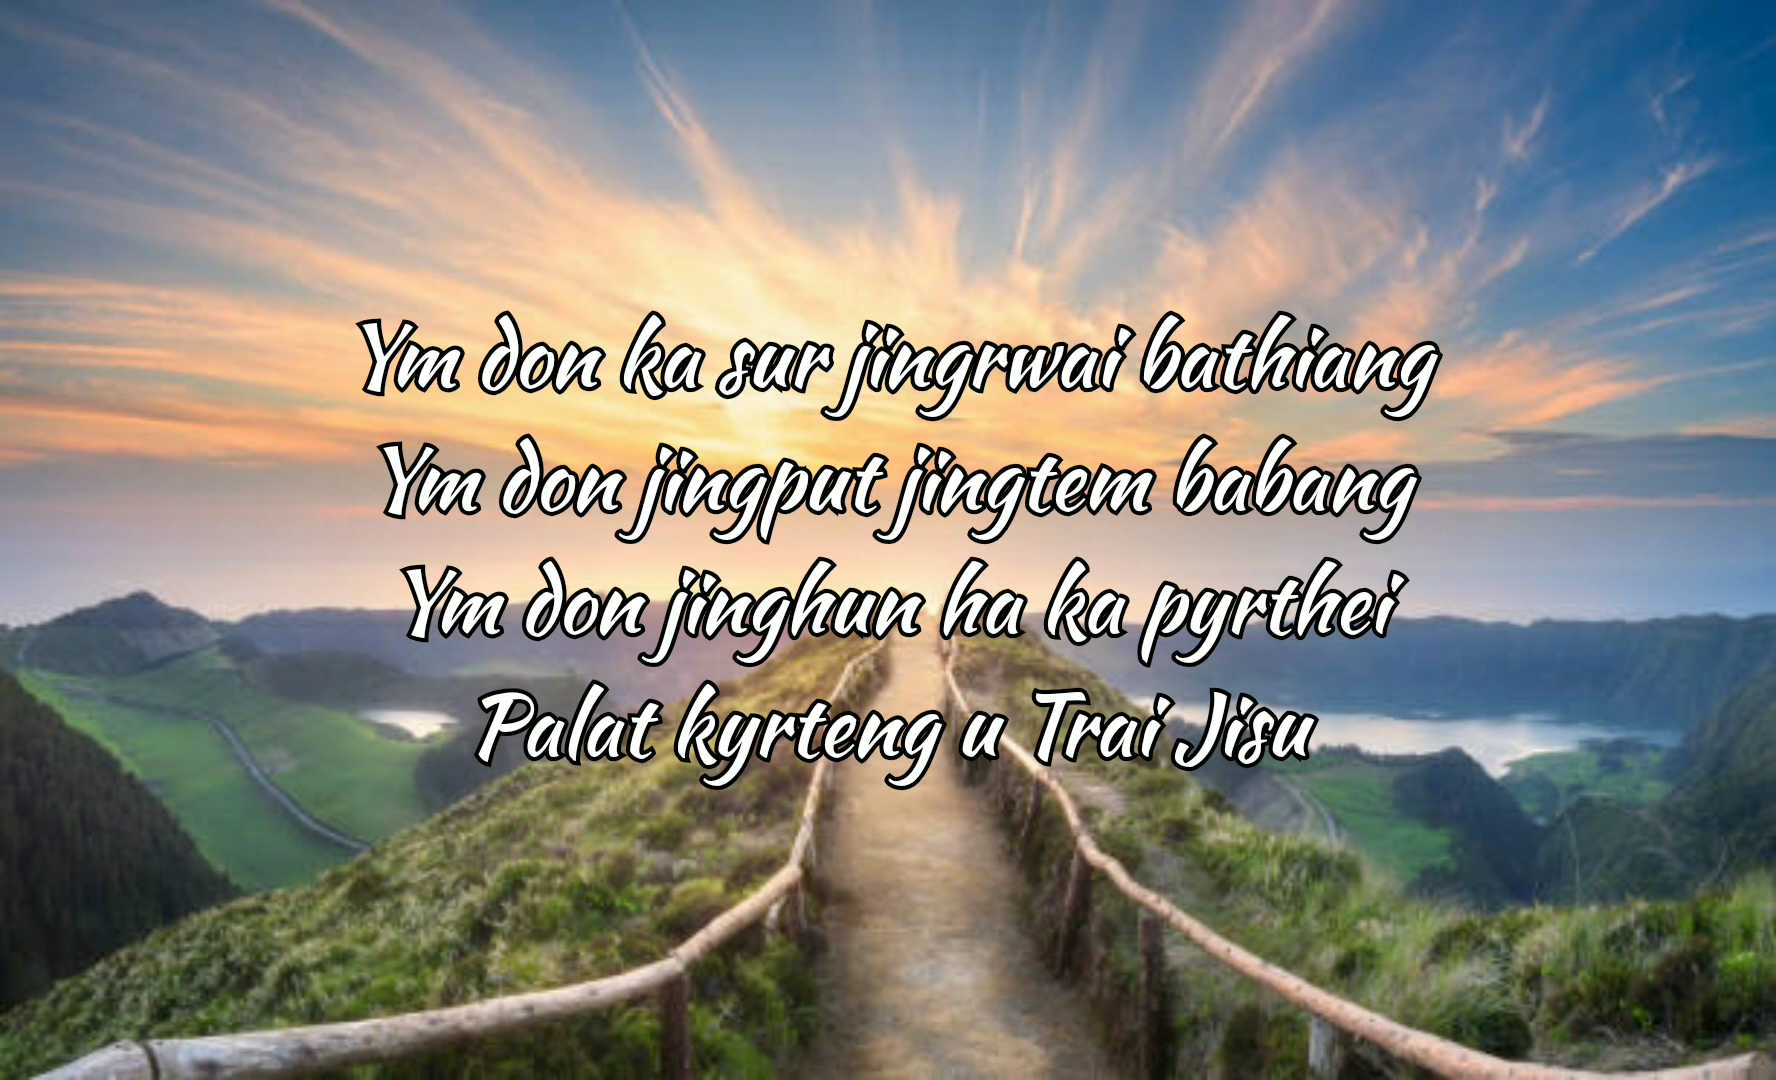 Ym don ka sur jingrwai bathiang
Ym don jingput jingtem babang
Ym don jinghun ha ka pyrthei
Palat kyrteng u Trai Jisu